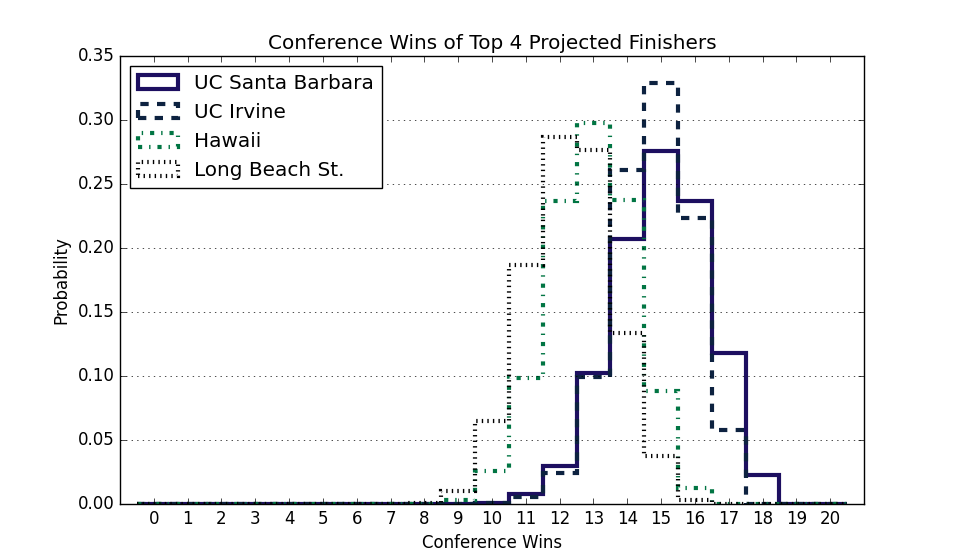 Conference Wins of Top 4 Projected Finishers
0.35
0.30
0.25
0.20
0.15
0.10
0.05
0.00
Probability
UC Santa Barbara
UC Irvine
Hawaii
Long Beach St.
0 1 2 3 4 5 6 7 8 9 10 11 12 13 14 15 16 17 18 19 20
Conference Wins